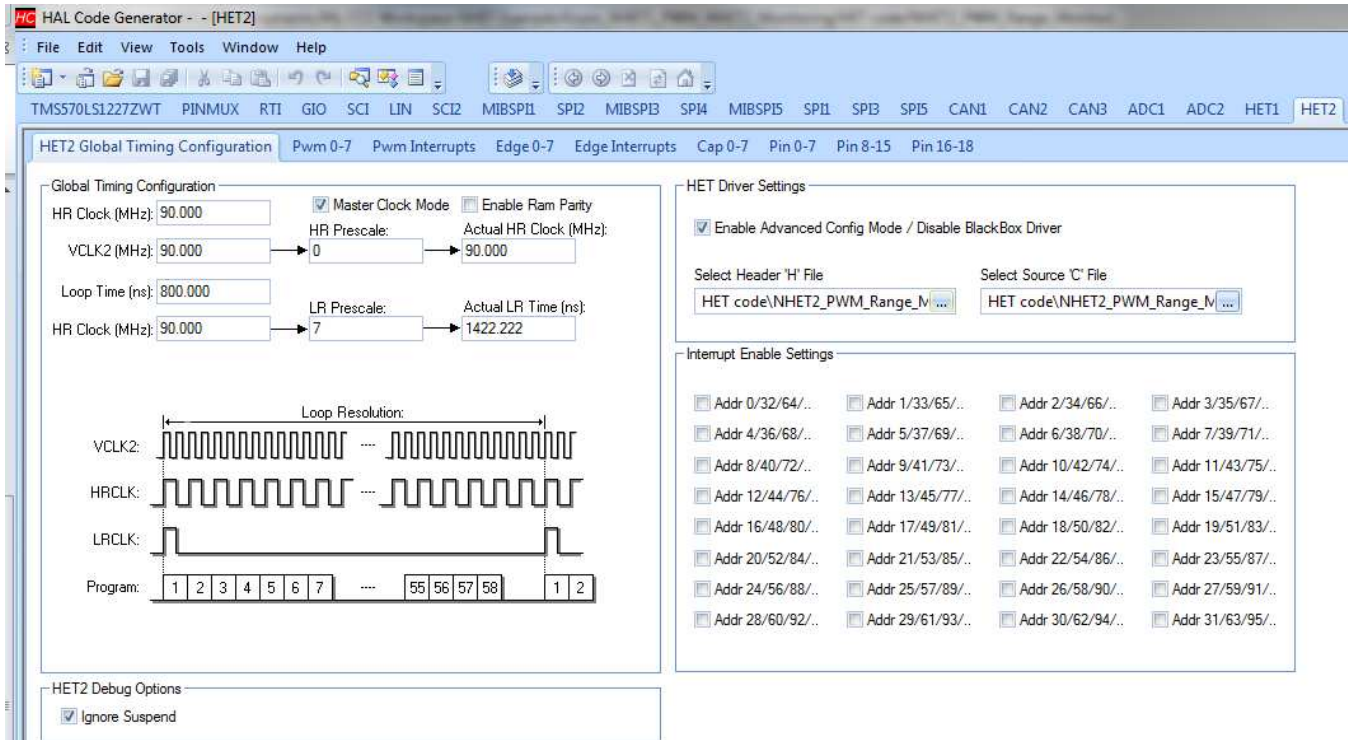 HC HAL Code Generator - - [HET2]
File Edit View Tools Window Help
TMS570LS1227ZWT PINMUX RTI GIO SCI LIN SCI2 MIBSPI1 SPI2 MIBSPI3 SPI4 MIBSPI5 SPI1 SPI3 SPI5 CAN1 CAN2 CAN3 ADC1 ADC2 HET1 HET2
HET2 Global Timing Configuration Pwm 0-7 Pwm Interrupts Edge 0-7 Edge Interrupts Cap 0-7 Pin 0-7 Pin 8-15 Pin 16-18
Global Timing Configuration
HR Clock (MHz): 90.000 Master Clock Mode Enable Ram Parity
HR Prescale: Actual HR Clock (MHz):
VCLK2 (MHz): 90.000 0 90.000
Loop Time (ns): 800.000
LR Prescale: Actual LR Time (ns):
HR Clock (MHz): 90.000 7 1422.222
Loop Resolution:
VCLK2: ----
HRCLK: ---
LRCLK:
Program: 1 2 3 4 5 6 7 ---- 55 56 57 58 1 2
HET2 Debug Options
Ignore Suspend
HET Driver Settings
Enable Advanced Config Mode / Disable BlackBox Driver
Select Header 'H' File Select Source 'C' File
HET code\NHET2_PWM_Range_M ... HET code\NHET2_PWM_Range_M ...
Interrupt Enable Settings
Addr 0/32/64/.. Addr 1/33/65/.. Addr 2/34/66/.. Addr 3/35/67/..
Addr 4/36/68/.. Addr 5/37/69/.. Addr 6/38/70/.. Addr 7/39/71/..
Addr 8/40/72/.. Addr 9/41/73/.. Addr 10/42/74/.. Addr 11/43/75/..
Addr 12/44/76/.. Addr 13/45/77/.. Addr 14/46/78/.. Addr 15/47/79/..
Addr 16/48/80/.. Addr 17/49/81/.. Addr 18/50/82/.. Addr 19/51/83/..
Addr 20/52/84/.. Addr 21/53/85/.. Addr 22/54/86/.. Addr 23/55/87/..
Addr 24/56/88/.. Addr 25/57/89/.. Addr 26/58/90/.. Addr 27/59/91/..
Addr 28/60/92/.. Addr 29/61/93/.. Addr 30/62/94/.. Addr 31/63/95/..